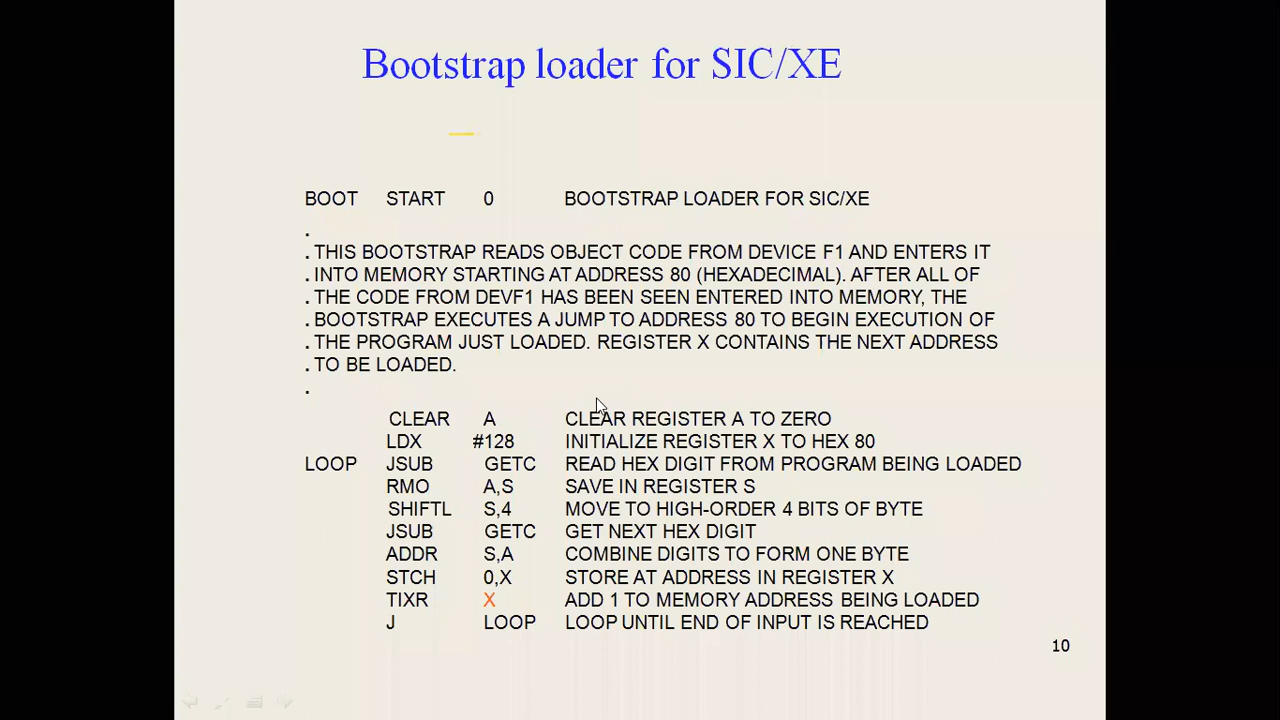 Bootstrap loader for SIC/XE
BOOT START 0 BOOTSTRAP LOADER FOR SIC/XE
.
. THIS BOOTSTRAP READS OBJECT CODE FROM DEVICE F1 AND ENTERS IT
. INTO MEMORY STARTING AT ADDRESS 80 (HEXADECIMAL). AFTER ALL OF
. THE CODE FROM DEVF1 HAS BEEN SEEN ENTERED INTO MEMORY, THE
. BOOTSTRAP EXECUTES A JUMP TO ADDRESS 80 TO BEGIN EXECUTION OF
. THE PROGRAM JUST LOADED. REGISTER X CONTAINS THE NEXT ADDRESS
. TO BE LOADED.
.
CLEAR A CLEAR REGISTER A TO ZERO
LDX #128 INITIALIZE REGISTER X TO HEX 80
LOOP JSUB GETC READ HEX DIGIT FROM PROGRAM BEING LOADED
RMO A,S SAVE IN REGISTER S
SHIFTL S,4 MOVE TO HIGH-ORDER 4 BITS OF BYTE
JSUB GETC GET NEXT HEX DIGIT
ADDR S,A COMBINE DIGITS TO FORM ONE BYTE
STCH 0,X STORE AT ADDRESS IN REGISTER X
TIXR X ADD 1 TO MEMORY ADDRESS BEING LOADED
J LOOP LOOP UNTIL END OF INPUT IS REACHED
10